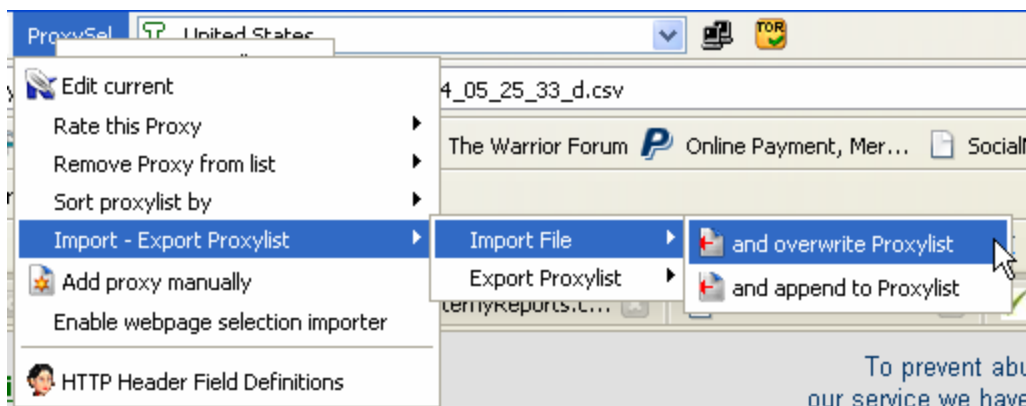 ProxySel United States
TOR
Edit current
4_05_25_33_d.csv
Rate this Proxy
The Warrior Forum Online Payment, Mer... Social
Remove Proxy from list
Sort proxylist by
Import - Export Proxylist Import File and overwrite Proxylist
Add proxy manually Export Proxylist and append to Proxylist
Enable webpage selection importer
To prevent abu
HTTP Header Field Definitions
our service we have